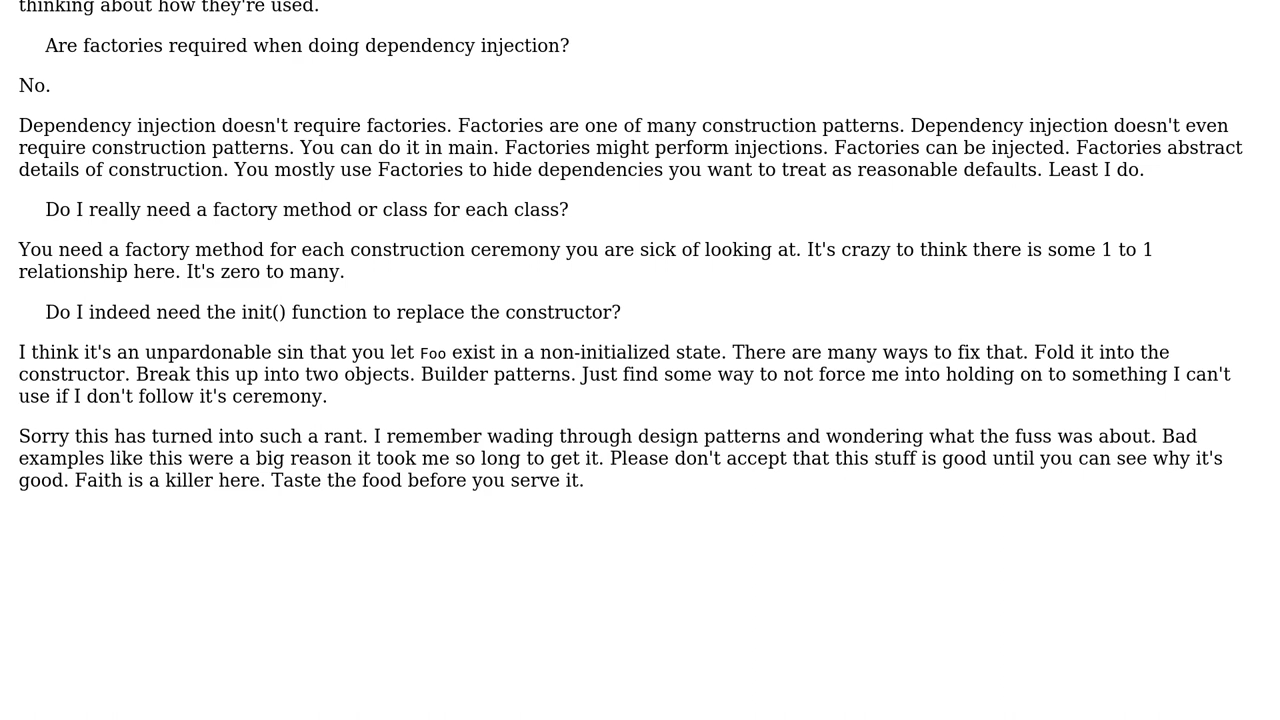 thinking about how they're used.
Are factories required when doing dependency injection?
No.
Dependency injection doesn't require factories. Factories are one of many construction patterns. Dependency injection doesn't even
require construction patterns. You can do it in main. Factories might perform injections. Factories can be injected. Factories abstract
details of construction. You mostly use Factories to hide dependencies you want to treat as reasonable defaults. Least I do.
Do I really need a factory method or class for each class?
You need a factory method for each construction ceremony you are sick of looking at. It's crazy to think there is some 1 to 1
relationship here. It's zero to many.
Do I indeed need the init() function to replace the constructor?
I think it's an unpardonable sin that you let Foo exist in a non-initialized state. There are many ways to fix that. Fold it into the
constructor. Break this up into two objects. Builder patterns. Just find some way to not force me into holding on to something I can't
use if I don't follow it's ceremony.
Sorry this has turned into such a rant. I remember wading through design patterns and wondering what the fuss was about. Bad
examples like this were a big reason it took me so long to get it. Please don't accept that this stuff is good until you can see why it's
good. Faith is a killer here. Taste the food before you serve it.